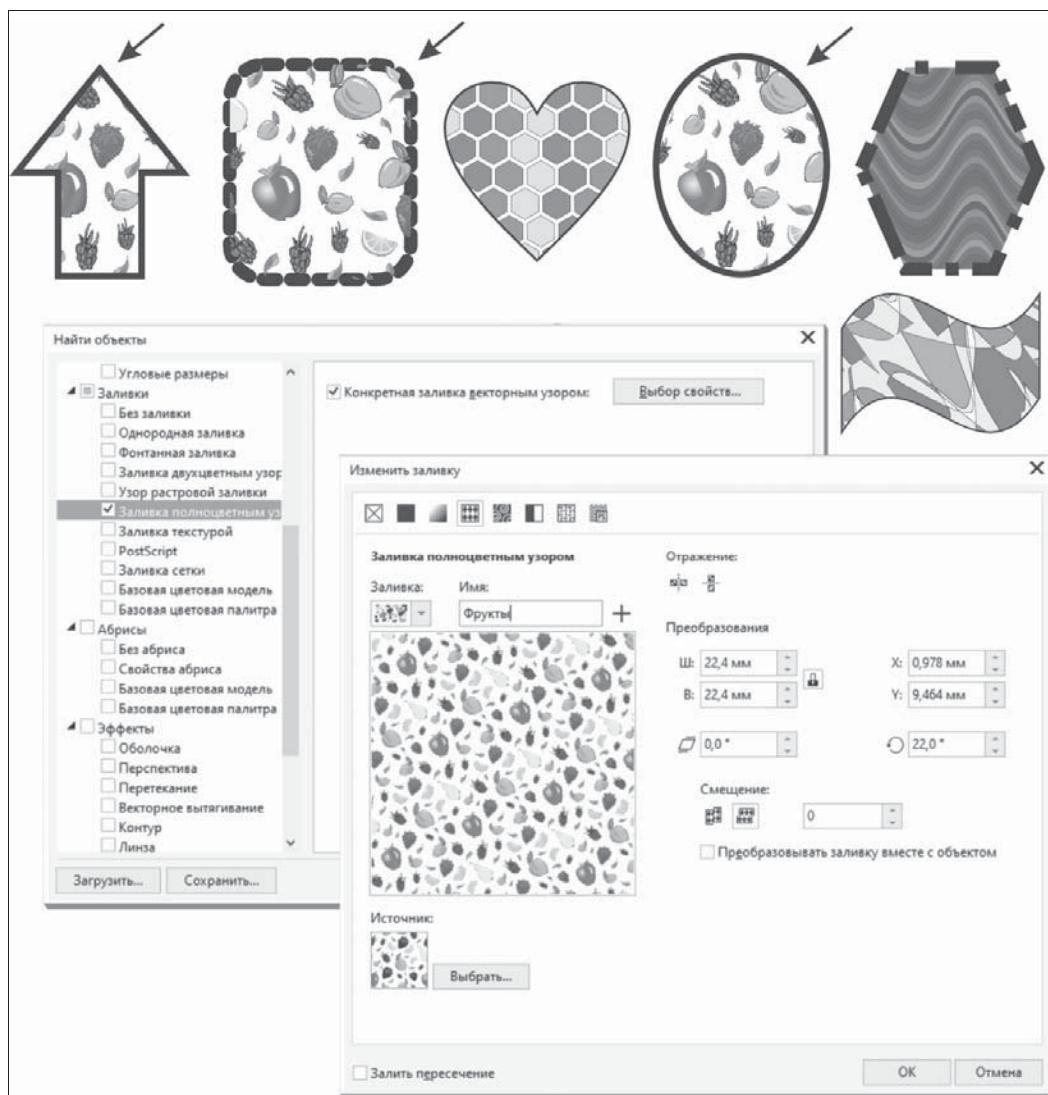 Найти объекты
Угловые размеры
Заливки
Без заливки
Однородная заливка
Фонтанная заливка
Заливка двухцветным узор
Узор растровой заливки
Заливка полноцветным уз
Заливка текстурой
PostScript
Заливка сетки
Базовая цветовая модель
Базовая цветовая палитра
Абрисы
Без абриса
Свойства абриса
Базовая цветовая модель
Базовая цветовая палитра
Эффекты
Оболочка
Перспектива
Перетекание
Векторное вытягивание
Контур
Линза
Загрузить...
Сохранить...
Конкретная заливка векторным узором:
Выбор свойств...
Изменить заливку
Заливка полноцветным узором
Заливка:
Имя:
Фрукты
Источник:
Выбрать...
Отражение:
Преобразования
Ш: 22,4 мм
X: 0,978 мм
В: 22,4 мм
Y: 9,464 мм
0,0 °
22,0 °
Смещение:
0
Преобразовывать заливку вместе с объектом
Залить пересечение
ОК
Отмена